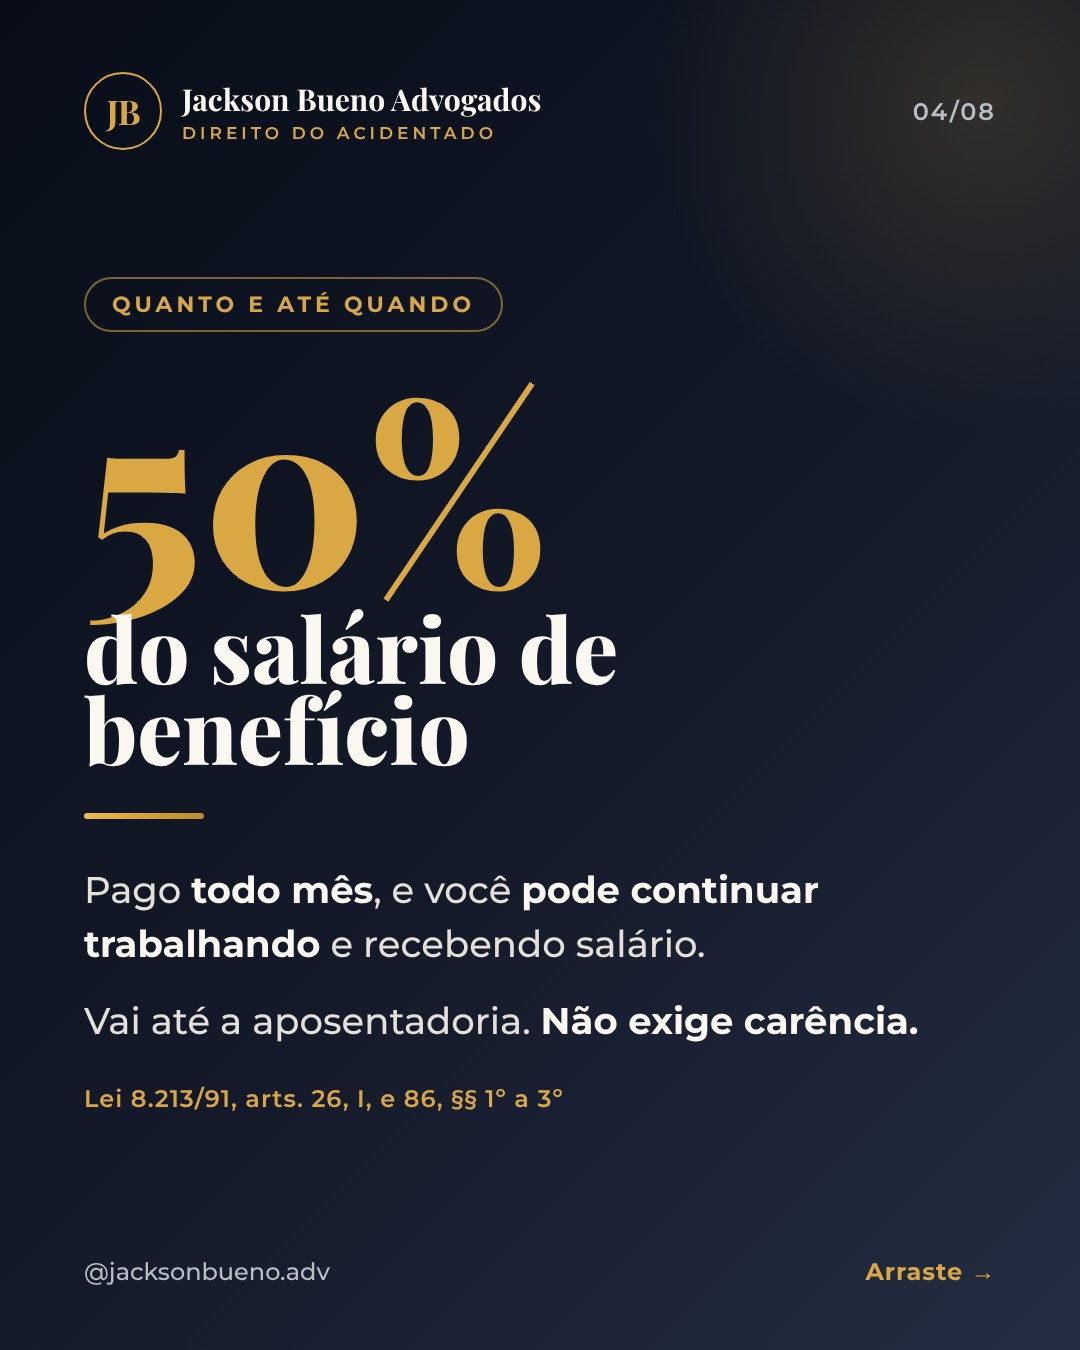 JB
Jackson Bueno Advogados
DIREITO DO ACIDENTADO
04/08
QUANTO E ATÉ QUANDO
50%
do salário de
benefício
Pago todo mês, e você pode continuar
trabalhando e recebendo salário.
Vai até a aposentadoria. Não exige carência.
Lei 8.213/91, arts. 26, I, e 86, §§ 1º a 3º
@jacksonbueno.adv
Arraste →